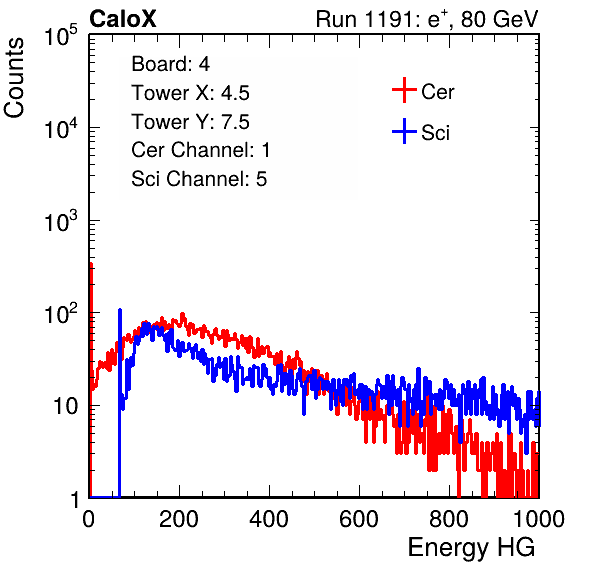 CaloX Run 1191: e⁺, 80 GeV
Counts
Board: 4
Tower X: 4.5
Tower Y: 7.5
Cer Channel: 1
Sci Channel: 5
Cer
Sci
10⁵
10⁴
10³
10²
10
1
0 200 400 600 800 1000
Energy HG